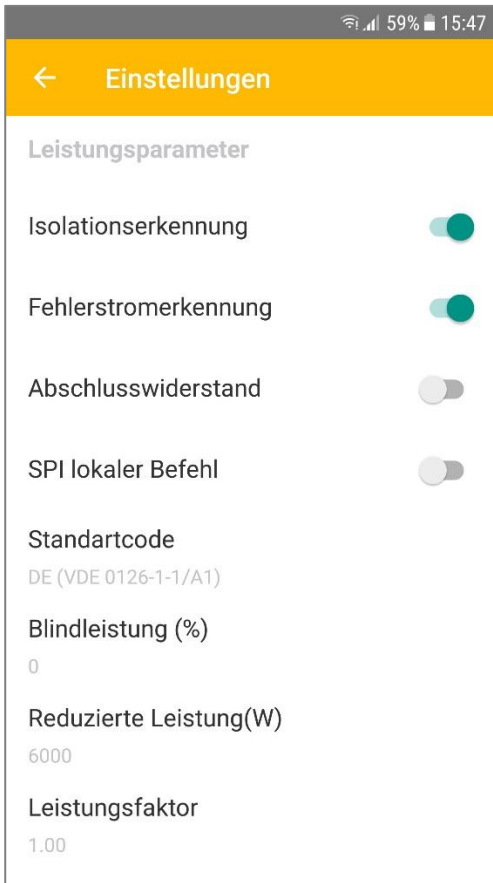 59% 15:47
Einstellungen
Leistungsparameter
Isolationserkennung
Fehlerstromerkennung
Abschlusswiderstand
SPI lokaler Befehl
Standartcode
DE (VDE 0126-1-1/A1)
Blindleistung (%)
0
Reduzierte Leistung(W)
6000
Leistungsfaktor
1.00